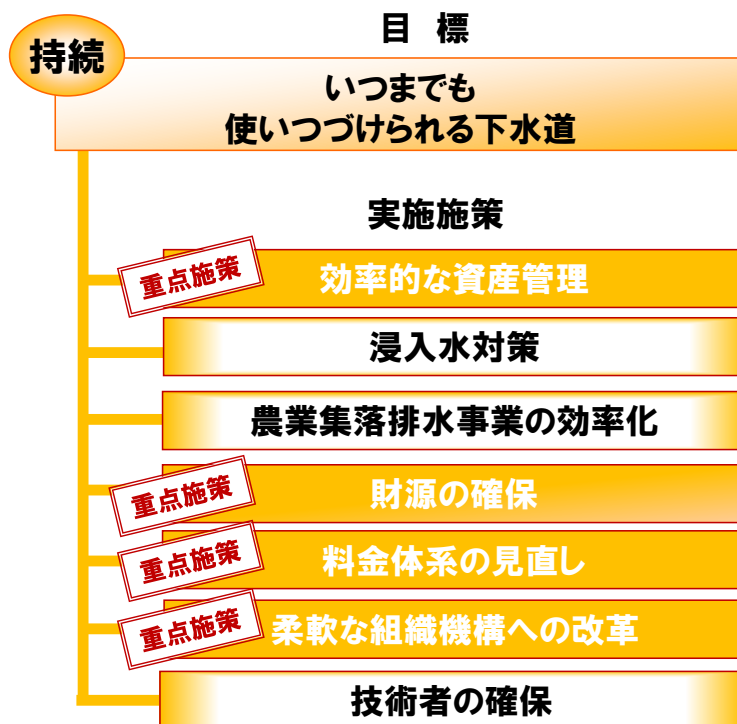 目 標
持続
いつまでも
使いつづけられる下水道
実施施策
重点施策
効率的な資産管理
浸入水対策
農業集落排水事業の効率化
重点施策
財源の確保
重点施策
料金体系の見直し
重点施策
柔軟な組織機構への改革
技術者の確保